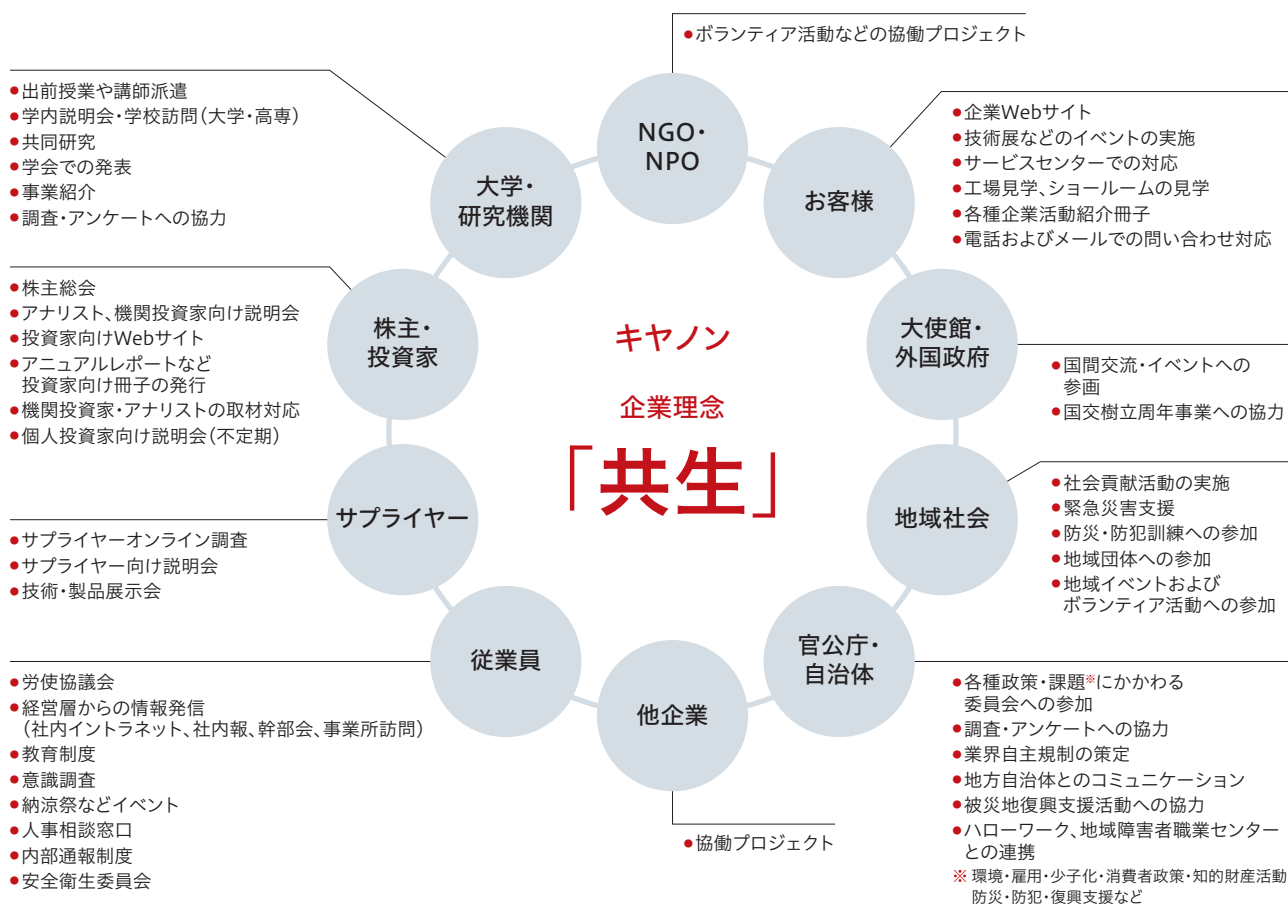 ●ボランティア活動などの協働プロジェクト
NGO・
NPO
●出前授業や講師派遣
●学内説明会・学校訪問(大学・高専)
●共同研究
●学会での発表
●事業紹介
●調査・アンケートへの協力
大学・
研究機関
お客様
●企業Webサイト
●技術展などのイベントの実施
●サービスセンターでの対応
●工場見学、ショールームの見学
●各種企業活動紹介冊子
●電話およびメールでの問い合わせ対応
●株主総会
●アナリスト、機関投資家向け説明会
●投資家向けWebサイト
●アニュアルレポートなど
投資家向け冊子の発行
●機関投資家・アナリストの取材対応
●個人投資家向け説明会(不定期)
株主・
投資家
キヤノン
企業理念
「共生」
大使館・
外国政府
●国間交流・イベントへの
参画
●国交樹立周年事業への協力
サプライヤー
●サプライヤーオンライン調査
●サプライヤー向け説明会
●技術・製品展示会
地域社会
●社会貢献活動の実施
●緊急災害支援
●防災・防犯訓練への参加
●地域団体への参加
●地域イベントおよび
ボランティア活動への参加
従業員
●労使協議会
●経営層からの情報発信
(社内イントラネット、社内報、幹部会、事業所訪問)
●教育制度
●意識調査
●納涼祭などイベント
●人事相談窓口
●内部通報制度
●安全衛生委員会
他企業
●協働プロジェクト
官公庁・
自治体
●各種政策・課題※にかかわる
委員会への参加
●調査・アンケートへの協力
●業界自主規制の策定
●地方自治体とのコミュニケーション
●被災地復興支援活動への協力
●ハローワーク、地域障害者職業センター
との連携
※ 環境・雇用・少子化・消費者政策・知的財産活動
防災・防犯・復興支援など